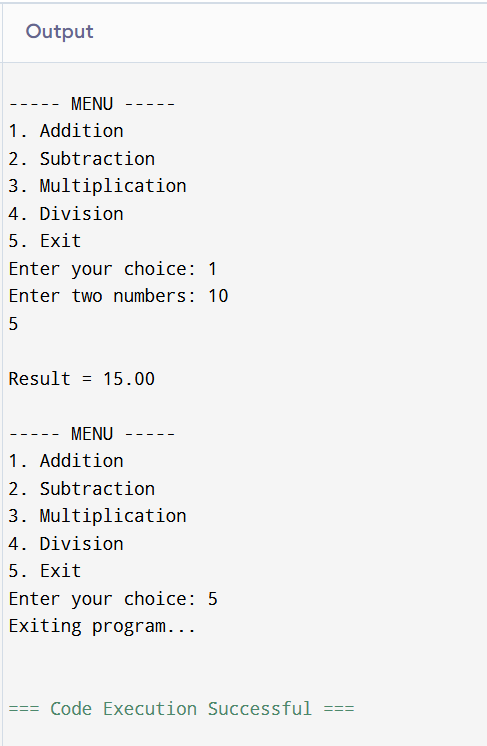 Output
----- MENU -----
1. Addition
2. Subtraction
3. Multiplication
4. Division
5. Exit
Enter your choice: 1
Enter two numbers: 10
5
Result = 15.00
----- MENU -----
1. Addition
2. Subtraction
3. Multiplication
4. Division
5. Exit
Enter your choice: 5
Exiting program...
=== Code Execution Successful ===